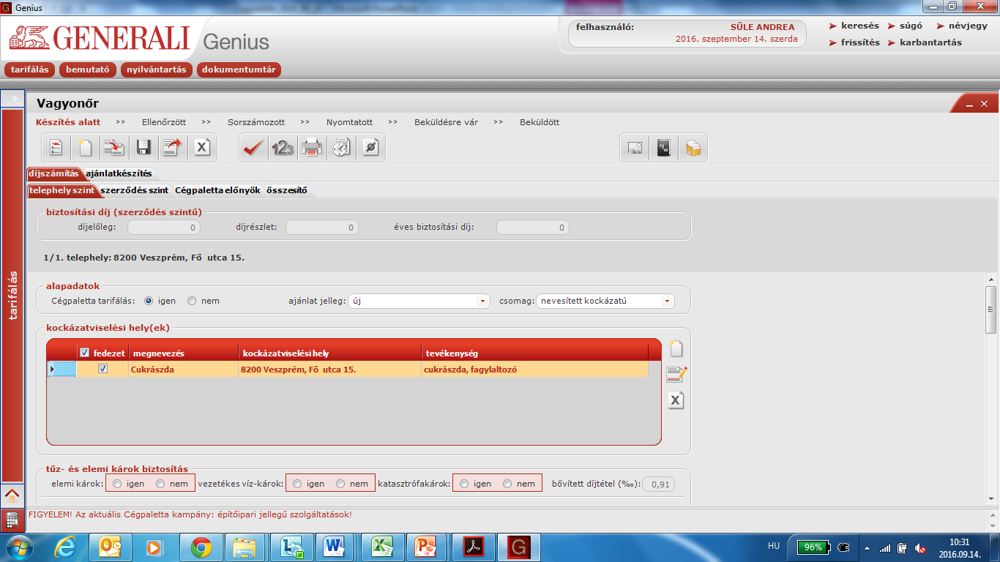 Genius
GENERALI Genius
felhasználó: SÜLE ANDREA
2016. szeptember 14. szerda
keresés súgó névjegy
frissítés karbantartás
tarifálás bemutató nyilvántartás dokumentumtár
»
Vagyonőr
Készítés alatt >> Ellenőrzött >> Sorszámozott >> Nyomtatott >> Beküldésre vár >> Beküldött
123
díjszámítás ajánlatkészítés
telephely szint szerződés szint Cégpaletta előnyök összesítő
biztosítási díj (szerződés szintű)
díjelőleg: 0 díjrészlet: 0 éves biztosítási díj: 0
1/1. telephely: 8200 Veszprém, Fő utca 15.
alapadatok
Cégpaletta tarifálás: igen nem ajánlat jelleg: új csomag: nevesített kockázatú
tarifálás
kockázatviselési hely(ek)
fedezet megnevezés kockázatviselési hely tevékenység
Cukrászda 8200 Veszprém, Fő utca 15. cukrászda, fagylaltozó
tűz- és elemi károk biztosítás
elemi károk: igen nem vezetékes víz-károk: igen nem katasztrófakárok: igen nem bővített díjtétel (‰): 0,91
FIGYELEM! Az aktuális Cégpaletta kampány: építőipari jellegű szolgáltatások!
HU 96% 10:31
2016.09.14.